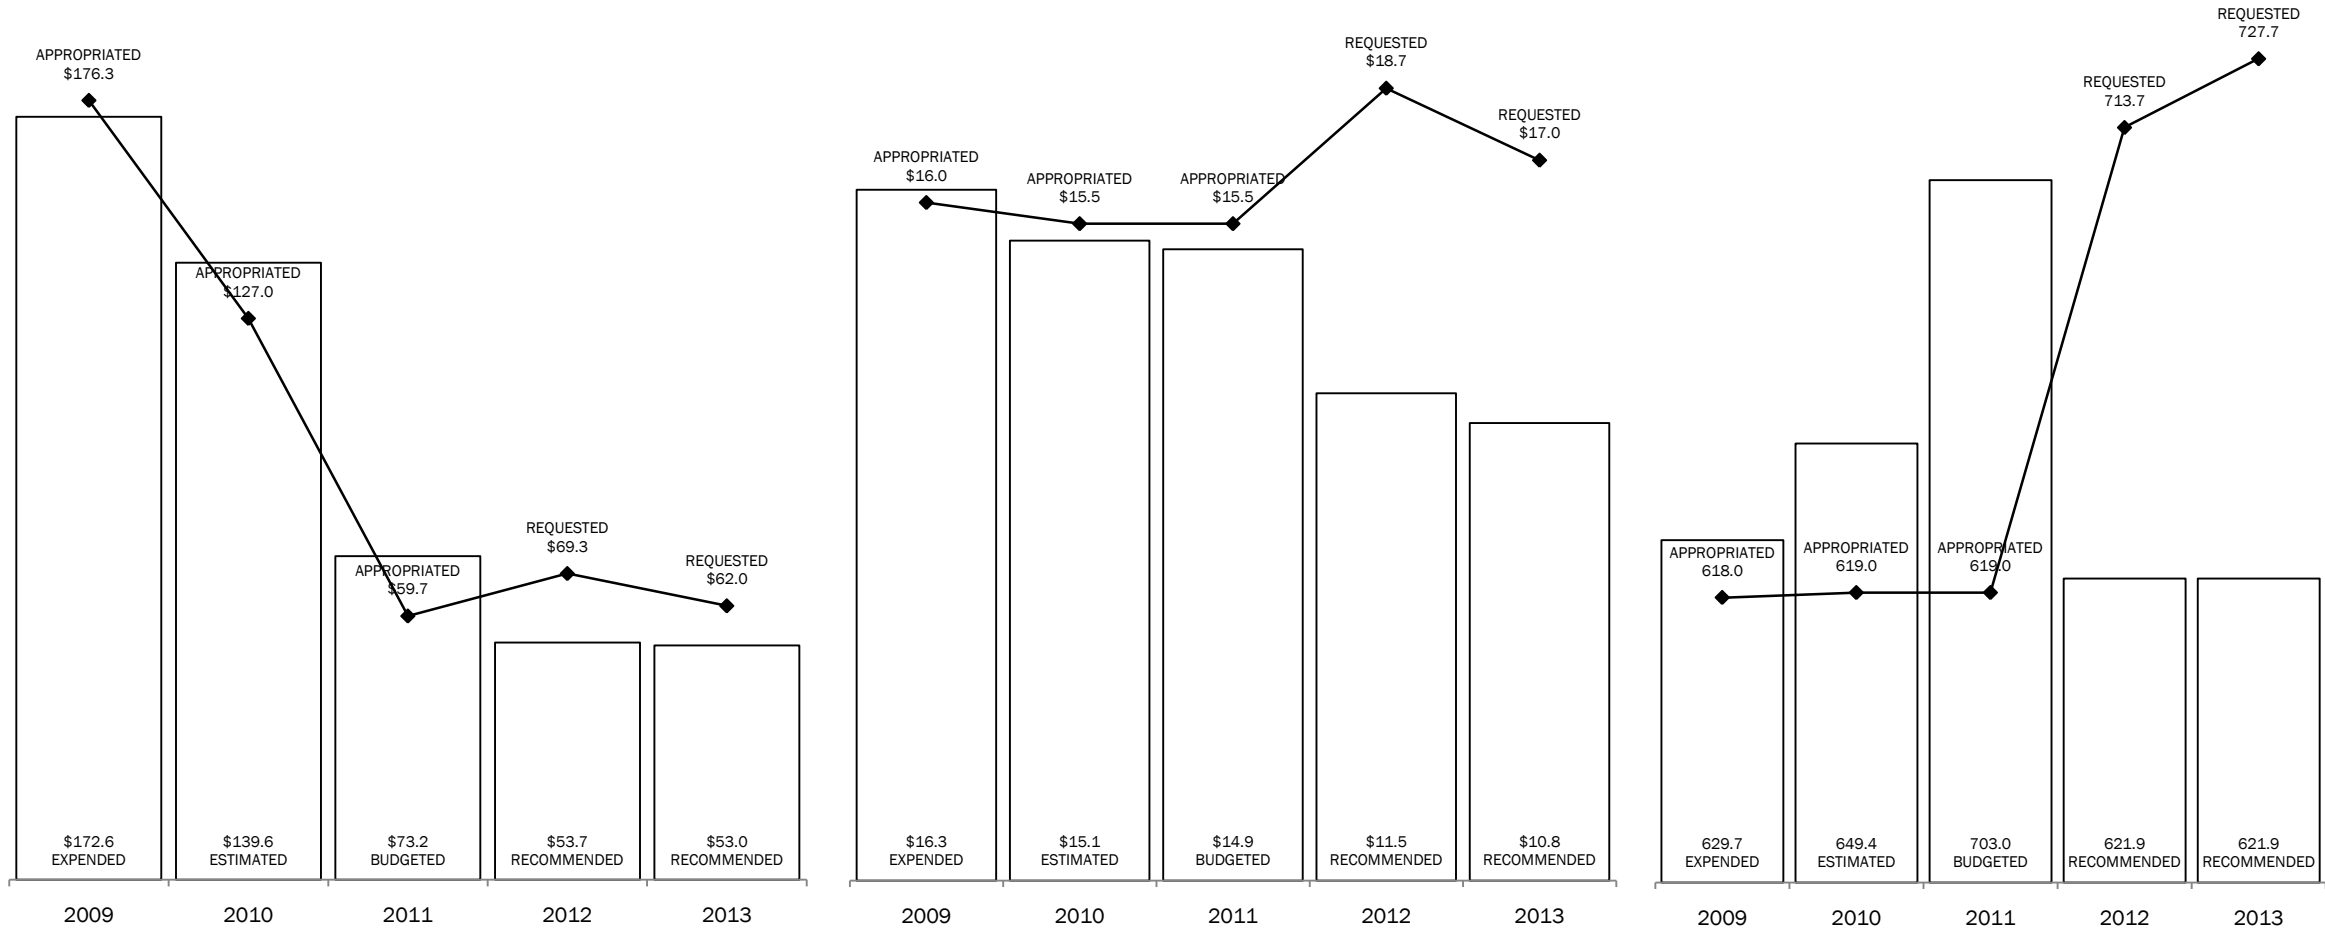 APPROPRIATED
$176.3
APPROPRIATED
$127.0
APPROPRIATED
$59.7
REQUESTED
$69.3
REQUESTED
$62.0
$172.6
EXPENDED
$139.6
ESTIMATED
$73.2
BUDGETED
$53.7
RECOMMENDED
$53.0
RECOMMENDED
2009
2010
2011
2012
2013
APPROPRIATED
$16.0
APPROPRIATED
$15.5
APPROPRIATED
$15.5
REQUESTED
$18.7
REQUESTED
$17.0
$16.3
EXPENDED
$15.1
ESTIMATED
$14.9
BUDGETED
$11.5
RECOMMENDED
$10.8
RECOMMENDED
2009
2010
2011
2012
2013
APPROPRIATED
618.0
APPROPRIATED
619.0
APPROPRIATED
619.0
REQUESTED
713.7
REQUESTED
727.7
629.7
EXPENDED
649.4
ESTIMATED
703.0
BUDGETED
621.9
RECOMMENDED
621.9
RECOMMENDED
2009
2010
2011
2012
2013